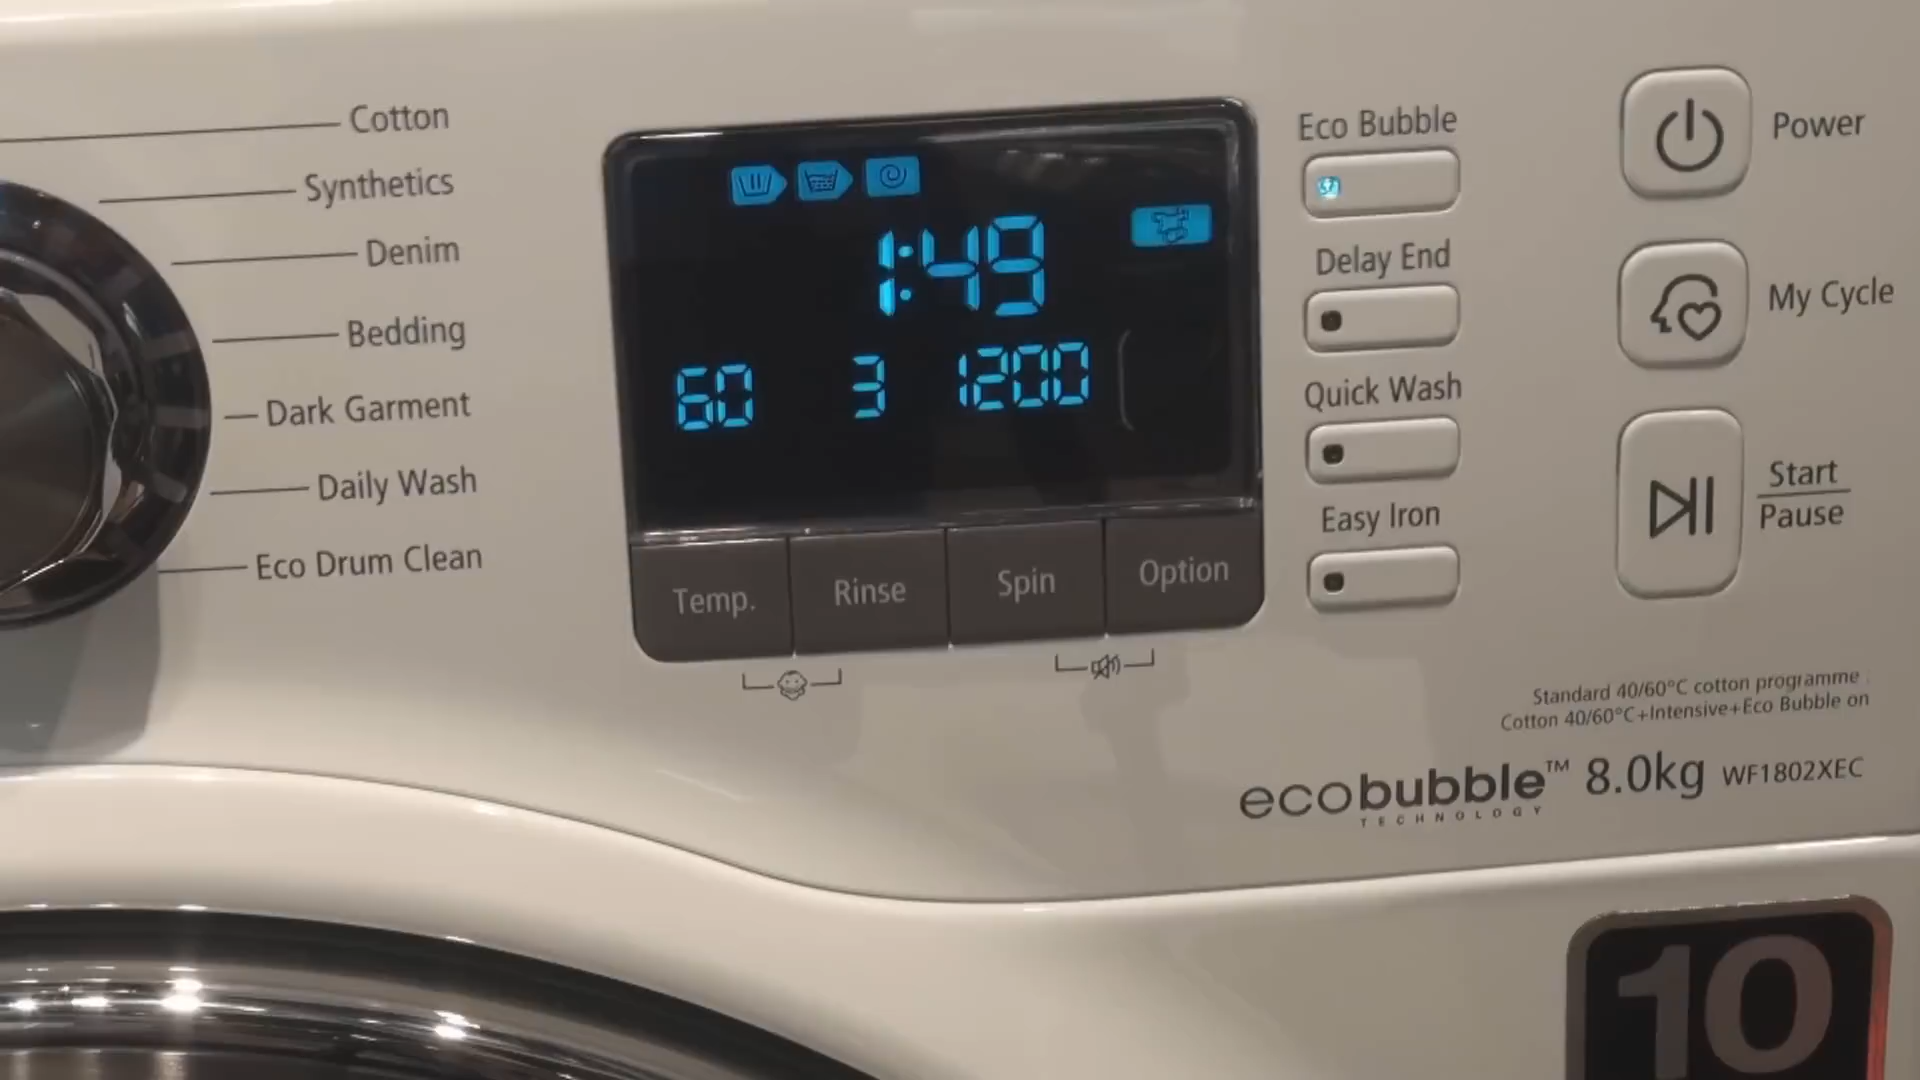 Cotton
Synthetics
Denim
Bedding
Dark Garment
Daily Wash
Eco Drum Clean
1:49
60 3 1200
Temp. Rinse Spin Option
Eco Bubble
Delay End
Quick Wash
Easy Iron
Power
My Cycle
Start
Pause
Standard 40/60°C cotton programme :
Cotton 40/60°C+Intensive+Eco Bubble on
ecobubble™ 8.0kg WF1802XEC
TECHNOLOGY
10